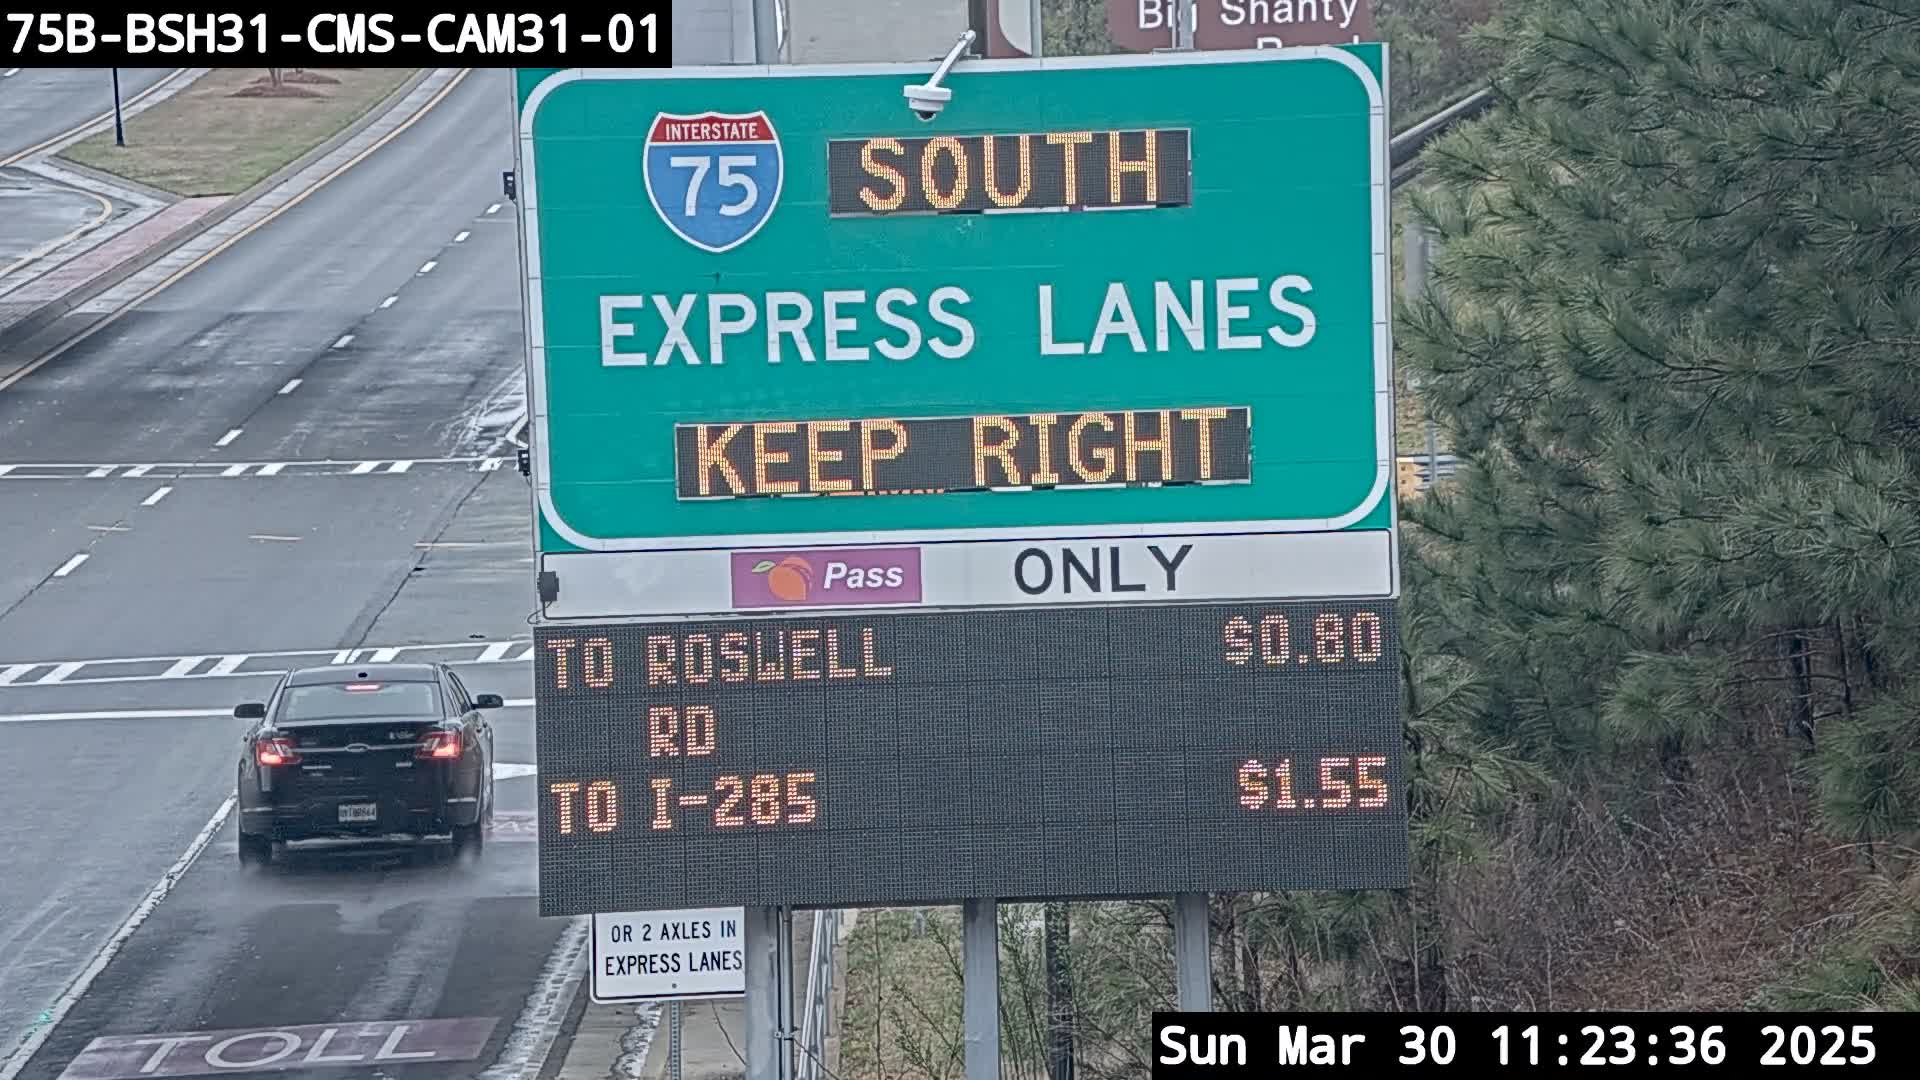 75B-BSH31-CMS-CAM31-01
Big Shanty
INTERSTATE
75
SOUTH
EXPRESS LANES
KEEP RIGHT
Pass
ONLY
TO ROSWELL $0.80
RD
TO I-285 $1.55
OR 2 AXLES IN
EXPRESS LANES
TOLL
Sun Mar 30 11:23:36 2025